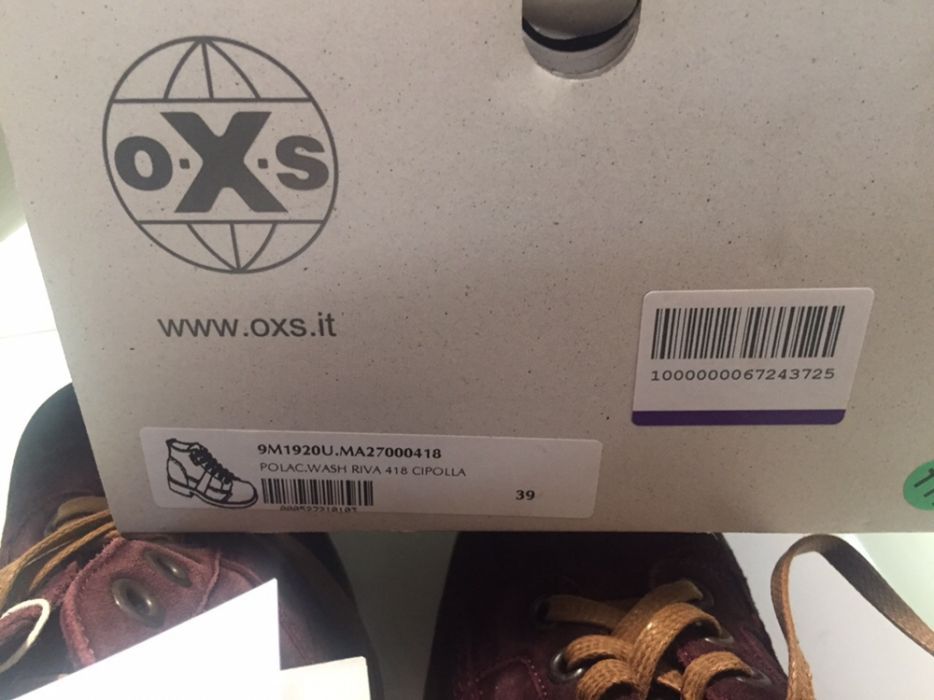 O·X·S
www.oxs.it
1000000067243725
9M1920U.MA27000418
POLAC.WASH RIVA 418 CIPOLLA
39